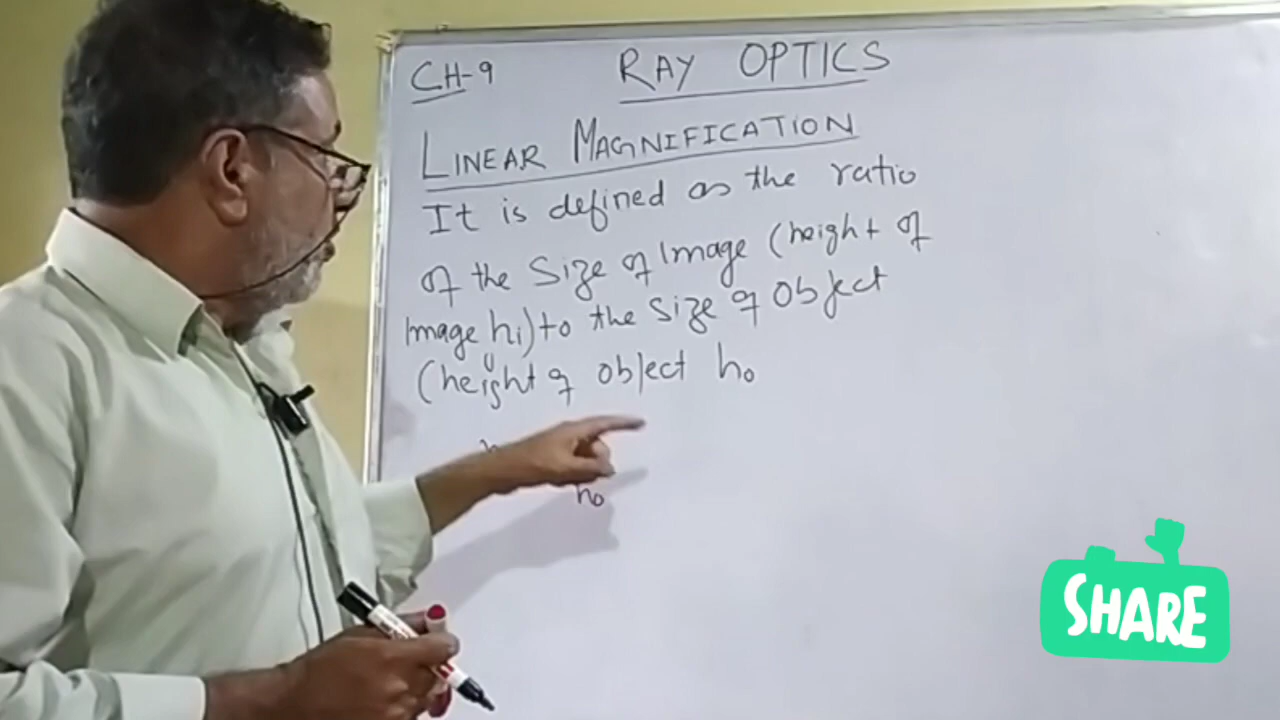 CH-9 RAY OPTICS
LINEAR MAGNIFICATION
It is defined as the ratio
of the Size of Image (height of
Image hi) to the size of object
(height of object ho
ho
SHARE